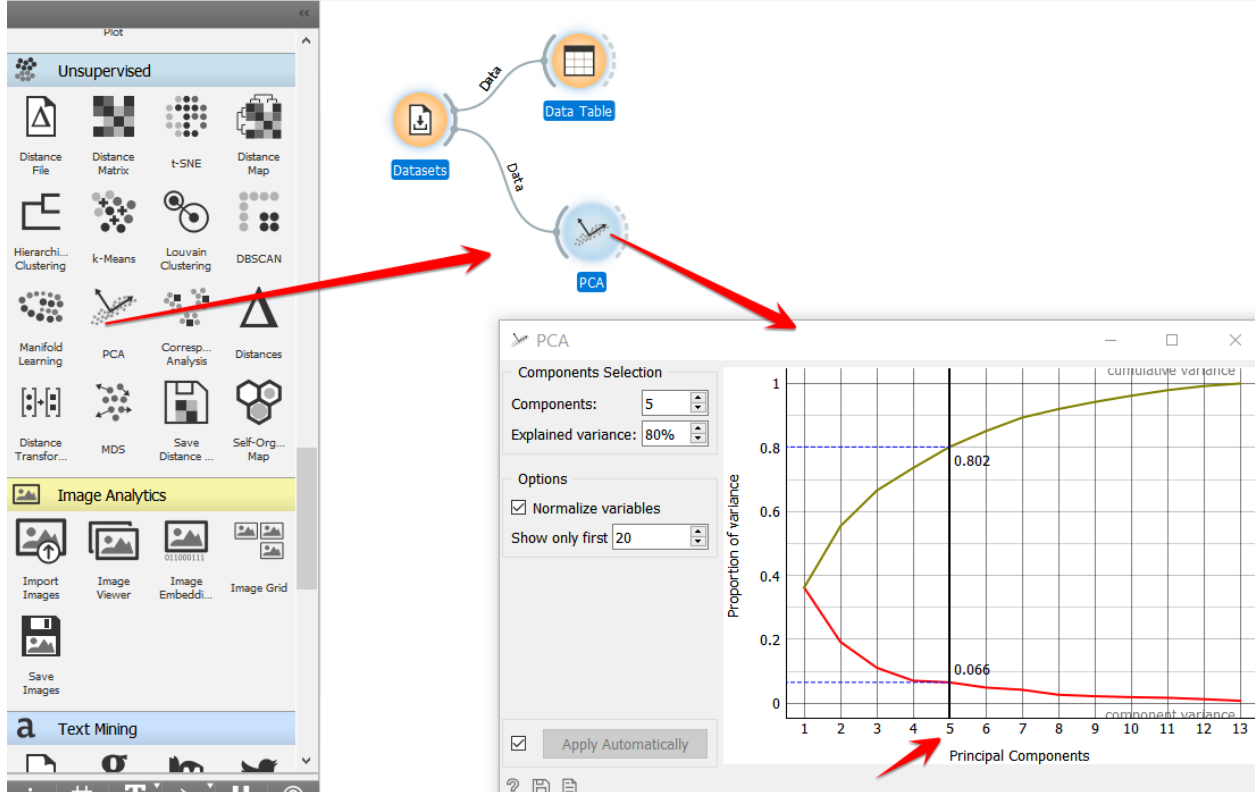 «
Plot
Unsupervised
Distance
File
Distance
Matrix
t-SNE
Distance
Map
Hierarchi...
Clustering
k-Means
Louvain
Clustering
DBSCAN
Manifold
Learning
PCA
Corresp...
Analysis
Distances
Distance
Transfor...
MDS
Save
Distance ...
Self-Org...
Map
Image Analytics
011000111
Import
Images
Image
Viewer
Image
Embeddi...
Image Grid
Save
Images
a Text Mining
Data
Data Table
Datasets
Data
PCA
PCA
Components Selection
Components: 5
Explained variance: 80%
Options
Normalize variables
Show only first 20
Apply Automatically
cumulative variance
1
0.8
0.802
0.6
0.4
0.2
0.066
0
component variance
1 2 3 4 5 6 7 8 9 10 11 12 13
Proportion of variance
Principal Components